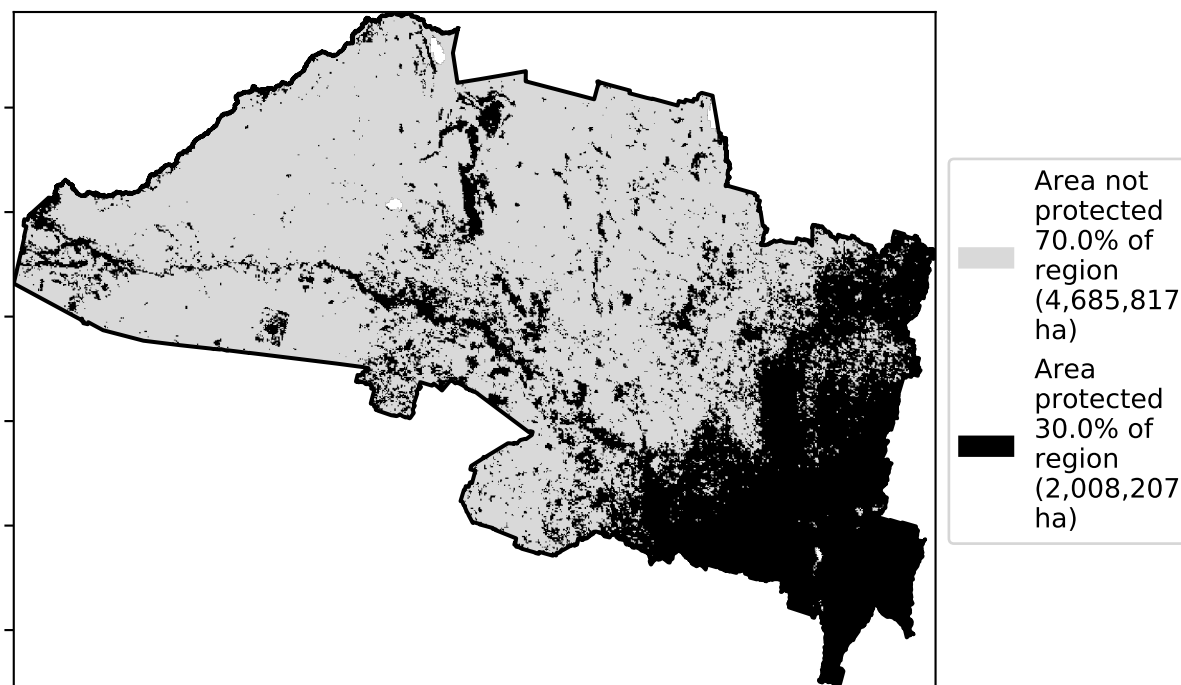 Area not
protected
70.0% of
region
(4,685,817
ha)
Area
protected
30.0% of
region
(2,008,207
ha)